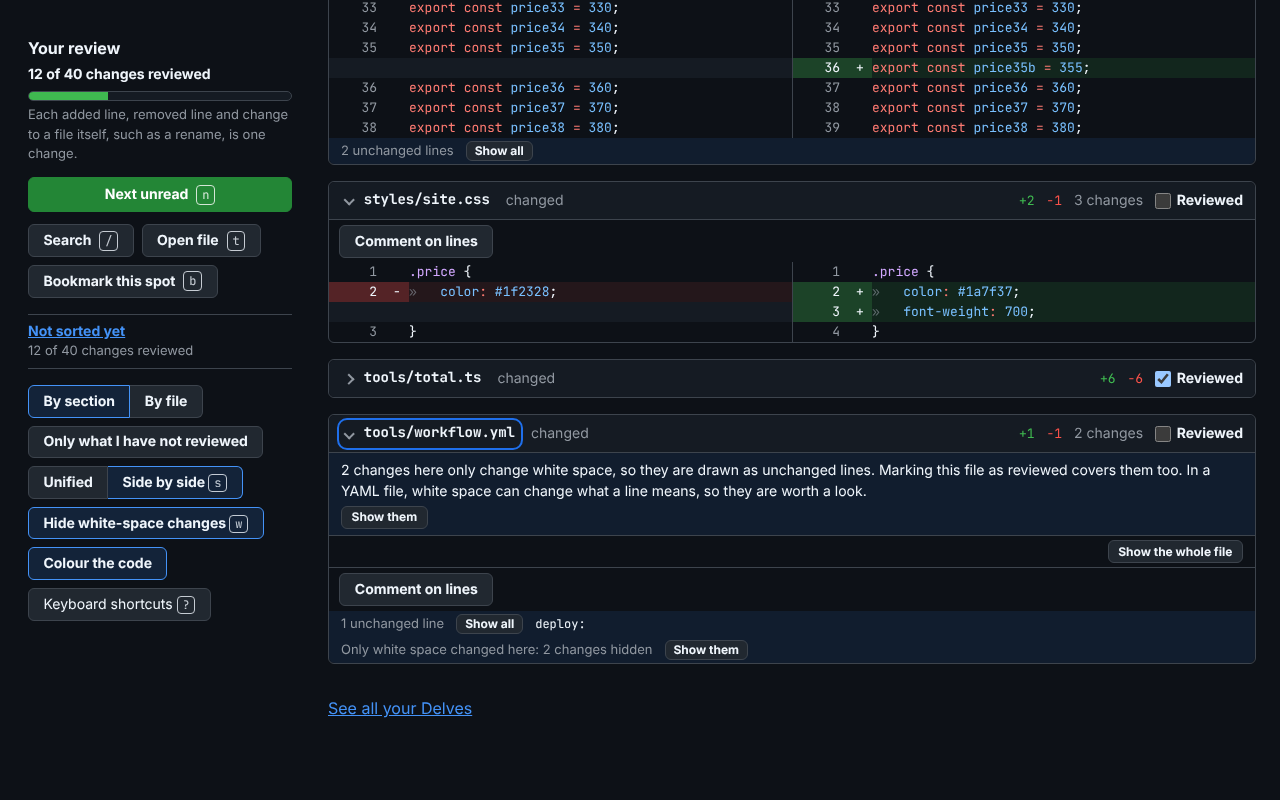 Your review
12 of 40 changes reviewed
Each added line, removed line and change
to a file itself, such as a rename, is one
change.
Next unread n
Search / Open file t
Bookmark this spot b
Not sorted yet
12 of 40 changes reviewed
By section By file
Only what I have not reviewed
Unified Side by side s
Hide white-space changes w
Colour the code
Keyboard shortcuts ?
33 export const price33 = 330; 33 export const price33 = 330;
34 export const price34 = 340; 34 export const price34 = 340;
35 export const price35 = 350; 35 export const price35 = 350;
36 + export const price35b = 355;
36 export const price36 = 360; 37 export const price36 = 360;
37 export const price37 = 370; 38 export const price37 = 370;
38 export const price38 = 380; 39 export const price38 = 380;
2 unchanged lines Show all
styles/site.css changed +2 -1 3 changes Reviewed
Comment on lines
1 .price { 1 .price {
2 - » color: #1f2328; 2 + » color: #1a7f37;
3 + » font-weight: 700;
3 } 4 }
tools/total.ts changed +6 -6 Reviewed
tools/workflow.yml changed +1 -1 2 changes Reviewed
2 changes here only change white space, so they are drawn as unchanged lines. Marking this file as reviewed covers them too. In a
YAML file, white space can change what a line means, so they are worth a look.
Show them
Show the whole file
Comment on lines
1 unchanged line Show all deploy:
Only white space changed here: 2 changes hidden Show them
See all your Delves